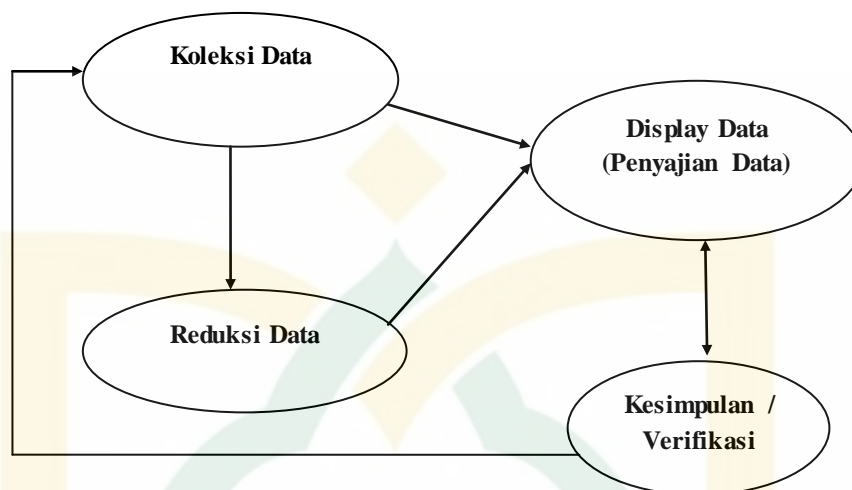 Koleksi Data
Display Data
(Penyajian Data)
Reduksi Data
Kesimpulan /
Verifikasi